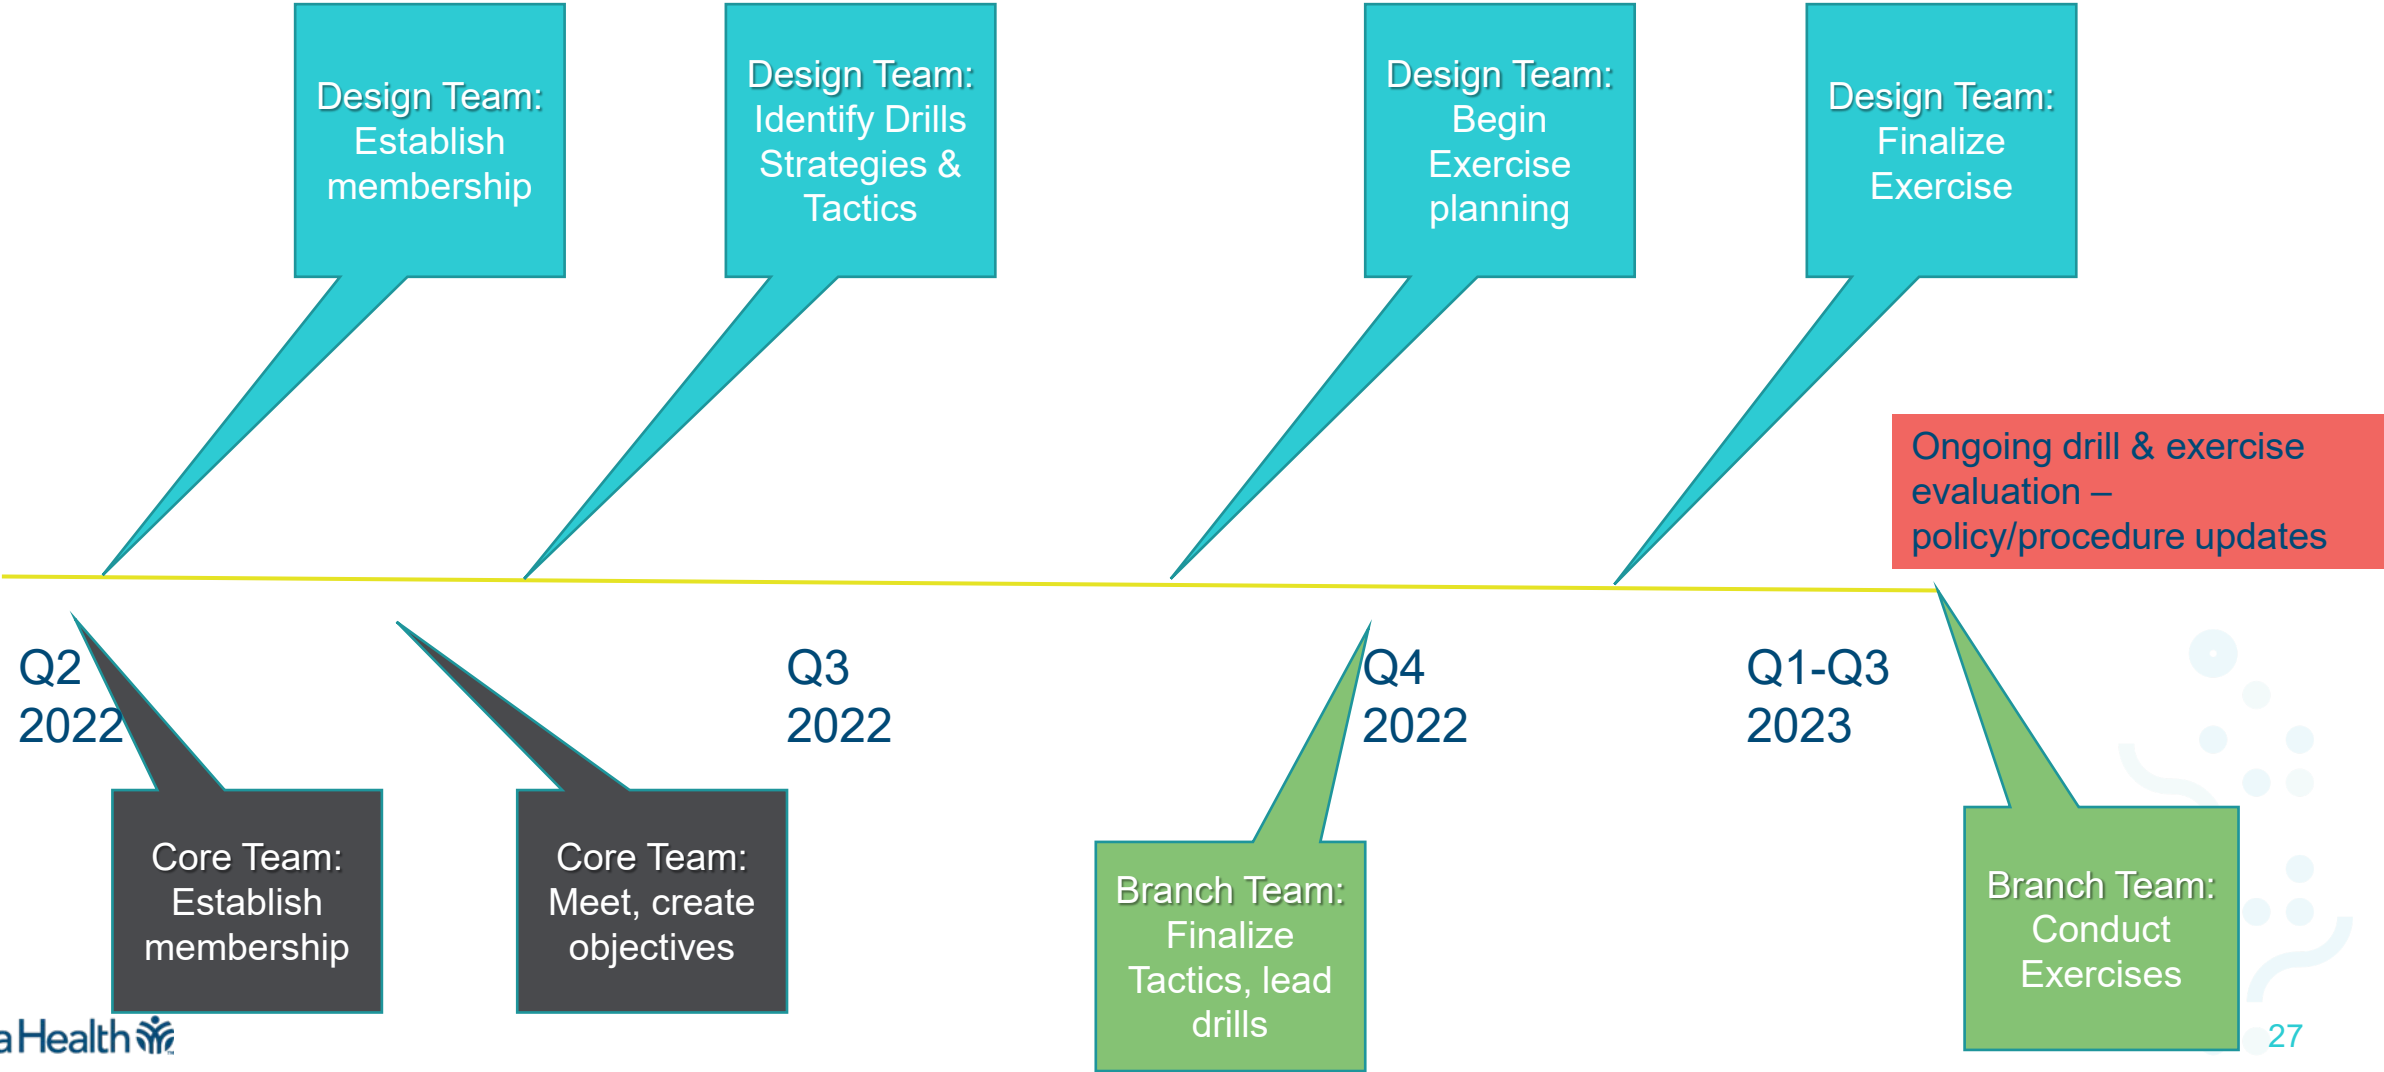 Design Team:
Establish
membership
Design Team:
Identify Drills
Strategies &
Tactics
Design Team:
Begin
Exercise
planning
Design Team:
Finalize
Exercise
Ongoing drill & exercise
evaluation –
policy/procedure updates
Q2
2022
Q3
2022
Q4
2022
Q1-Q3
2023
Core Team:
Establish
membership
Core Team:
Meet, create
objectives
Branch Team:
Finalize
Tactics, lead
drills
Branch Team:
Conduct
Exercises
a Health
27